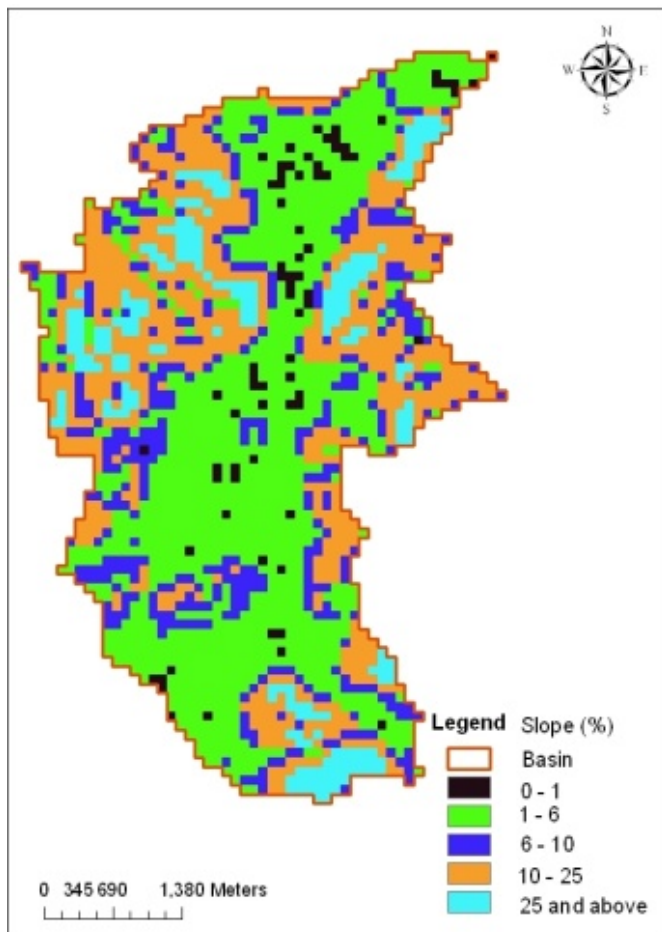 N
W E
S
Legend Slope (%)
Basin
0 - 1
1 - 6
6 - 10
10 - 25
25 and above
0 345 690 1,380 Meters